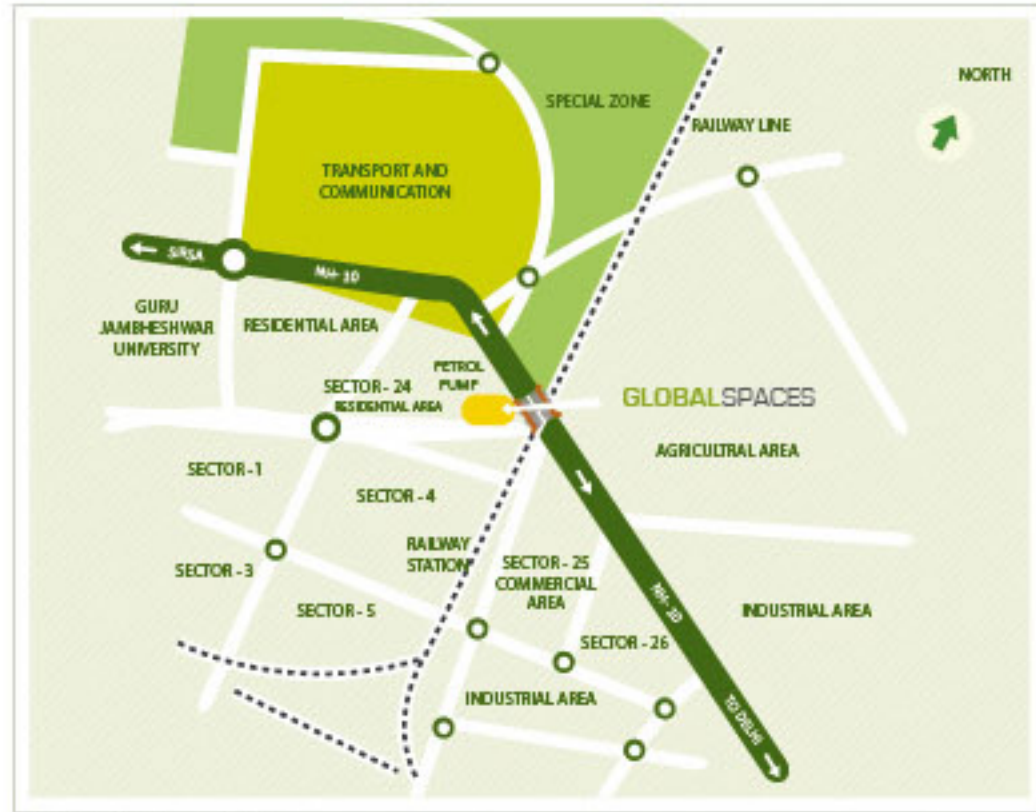 NORTH
SPECIAL ZONE
RAILWAY LINE
TRANSPORT AND
COMMUNICATION
SIRSA
NH- 10
GURU
JAMBHESHWAR
UNIVERSITY
RESIDENTIAL AREA
PETROL
PUMP
SECTOR - 24
RESIDENTIAL AREA
GLOBALSPACES
AGRICULTRAL AREA
SECTOR - 1
SECTOR - 4
RAILWAY
STATION
SECTOR - 25
COMMERCIAL
AREA
SECTOR - 3
SECTOR - 5
NH- 10
INDUSTRIAL AREA
SECTOR - 26
INDUSTRIAL AREA
TO DELHI